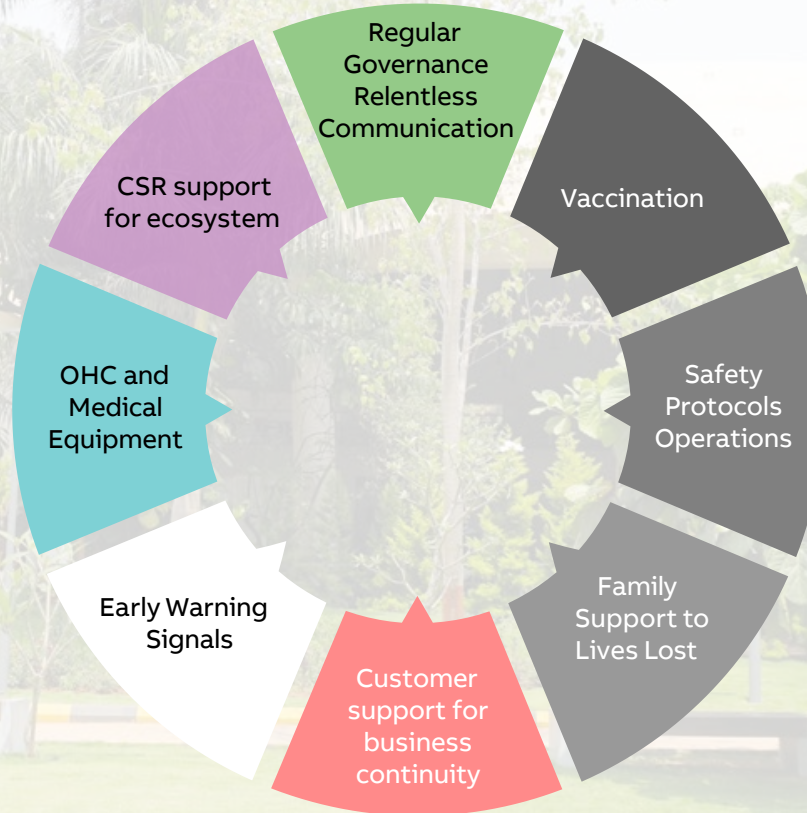 Regular
Governance
Relentless
Communication
Vaccination
Safety
Protocols
Operations
Family
Support to
Lives Lost
Customer
support for
business
continuity
Early Warning
Signals
OHC and
Medical
Equipment
CSR support
for ecosystem